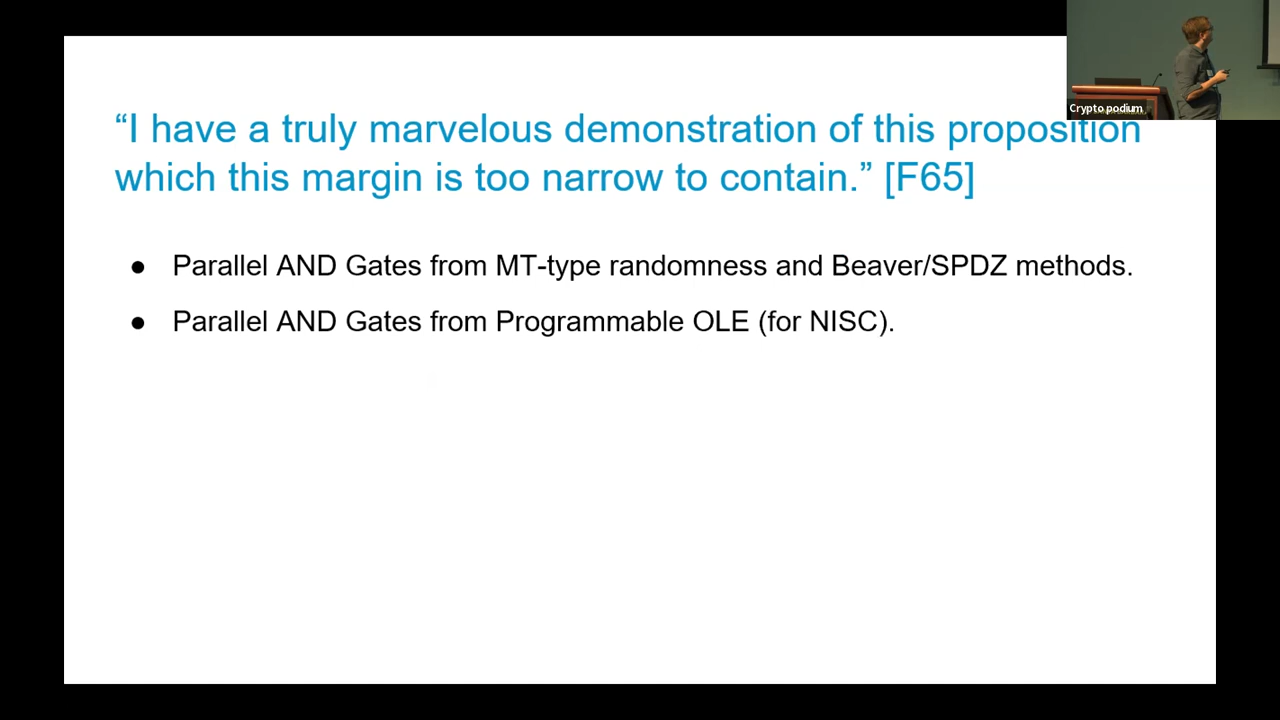 “I have a truly marvelous demonstration of this proposition
which this margin is too narrow to contain.” [F65]
● Parallel AND Gates from MT-type randomness and Beaver/SPDZ methods.
● Parallel AND Gates from Programmable OLE (for NISC).
Crypto podium